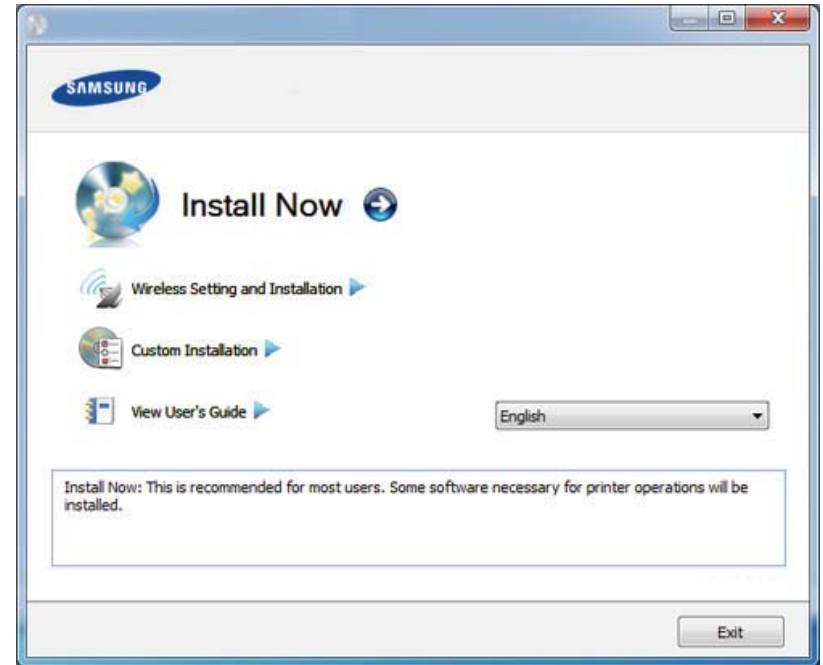 SAMSUNG
Install Now
Wireless Setting and Installation
Custom Installation
View User's Guide
English
Install Now: This is recommended for most users. Some software necessary for printer operations will be
installed.
Exit